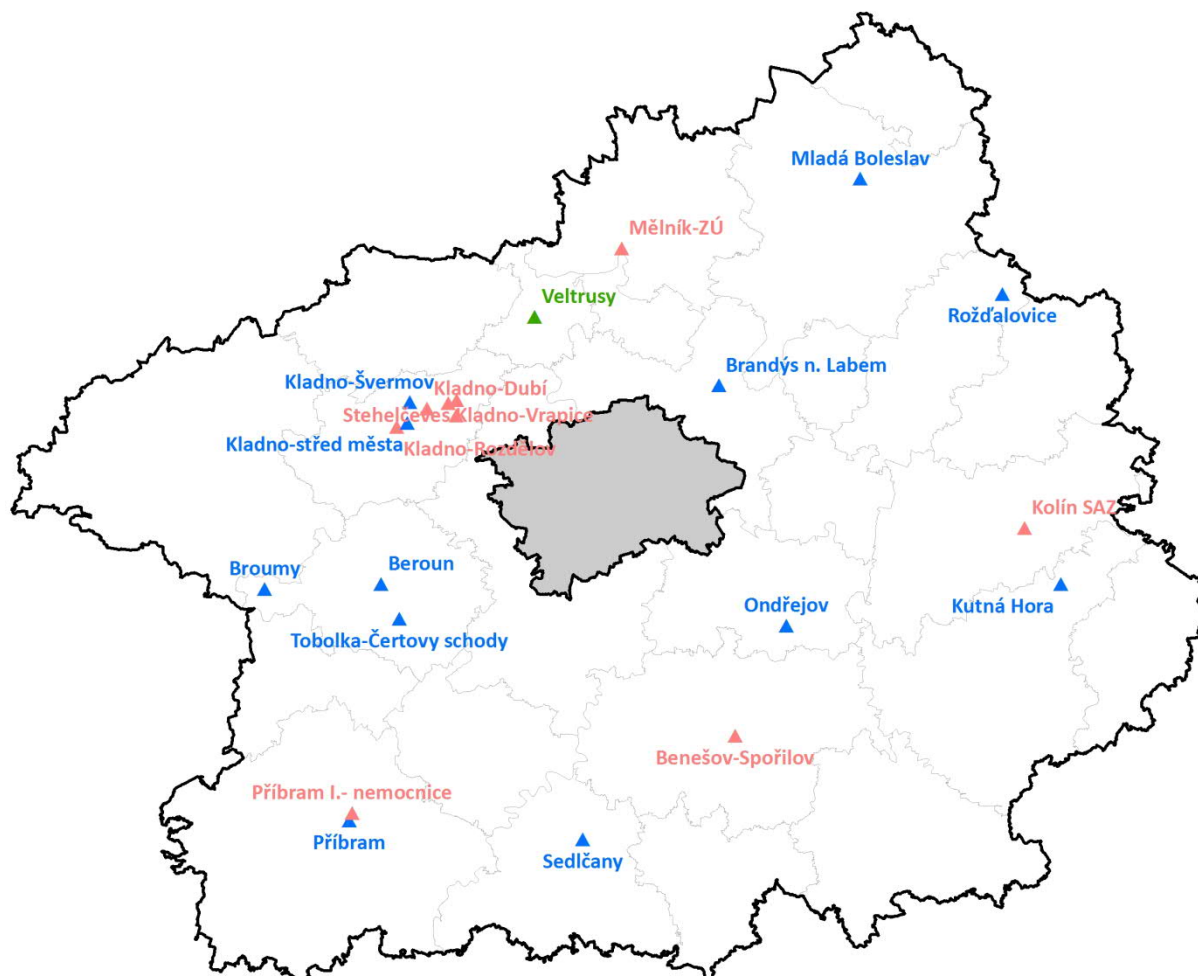 Mladá Boleslav
Mělník-ZÚ
Veltrusy
Rožďalovice
Brandýs n. Labem
Kladno-Švermov
Kladno-Dubí
Stehelčeves
Kladno-Vrapice
Kladno-střed města
Kladno-Rozdělov
Kolín SAZ
Broumy
Beroun
Ondřejov
Kutná Hora
Tobolka-Čertovy schody
Benešov-Spořilov
Příbram I.- nemocnice
Příbram
Sedlčany